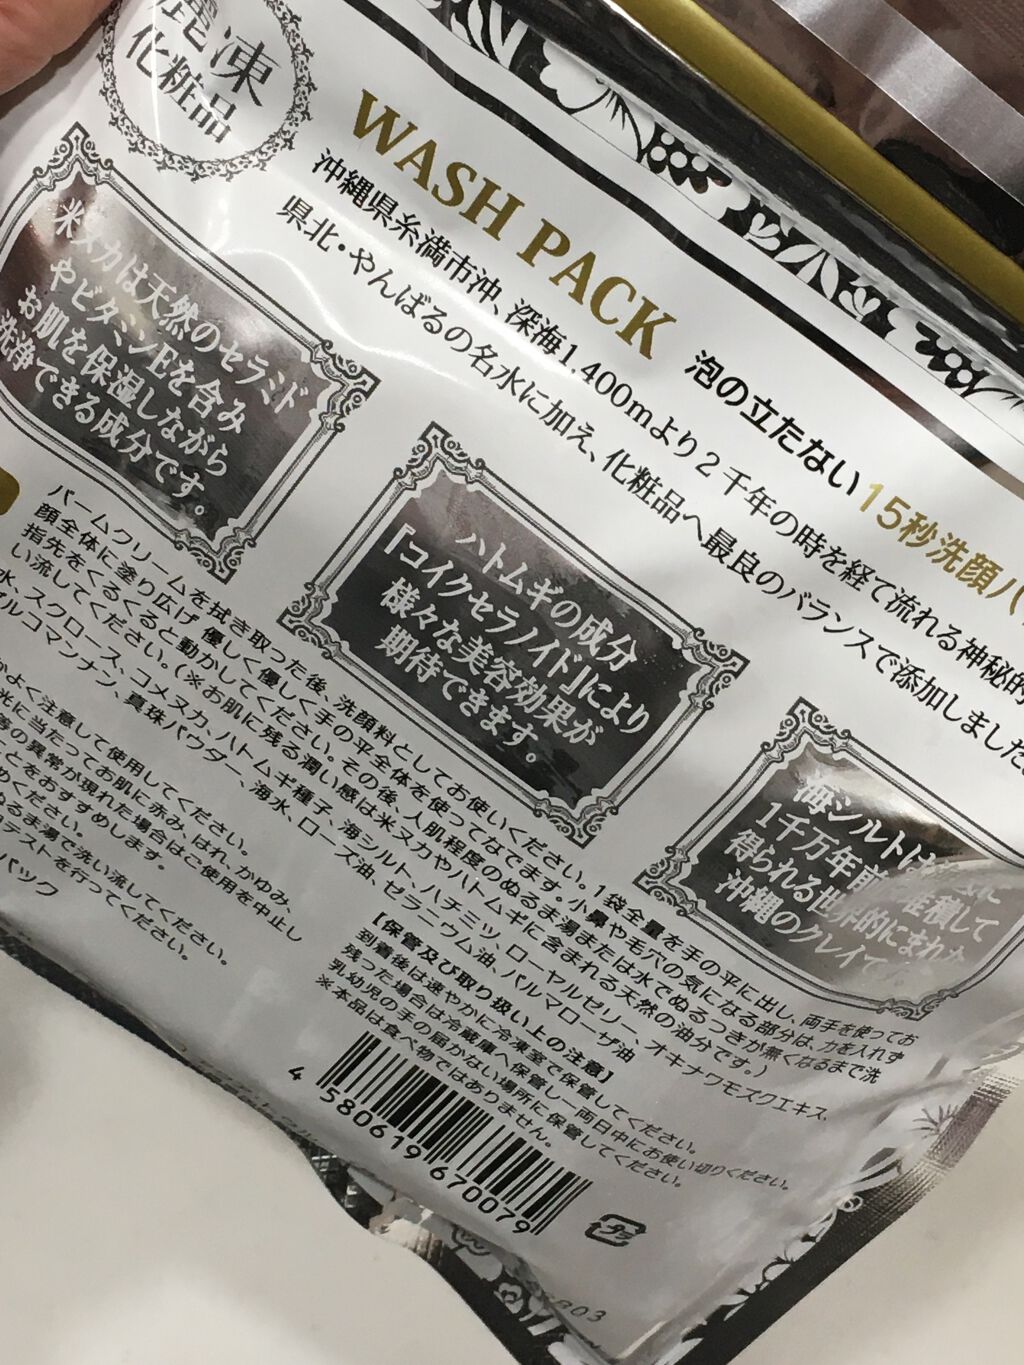 麗凍
化粧品
WASH PACK
泡の立たない15秒洗顔パ
沖縄県糸満市沖、深海1,400mより2千年の時を経て流れる神秘的
県北・やんばるの名水に加え、化粧品へ最良のバランスで添加しました
米ヌカは天然のセラミド
やビタミンEを含み
お肌を保湿しながら
洗浄できる成分です。
ハトムギの成分
『コイクセラノイド』により
様々な美容効果が
期待できます。
海シルトは
1千万年前 堆積して
得られる世界的に
沖縄のクレイで
バームクリームを拭き取った後、洗顔料としてお使いください。1袋全量を手の平に出し、両手を使ってお
顔全体に塗り広げ 優しく優しく手の平全体を使ってなでます。小鼻や毛穴の気になる部分は、力を入れず
指先をくるくると動かしてください。その後、人肌程度のぬるま湯または水でぬるつきが無くなるまで洗
い流してください。(※お肌に残る潤い感は米ヌカやハトムギに含まれる天然の油分です。)
水、スクロース、コメヌカ、ハトムギ種子、海シルト、ハチミツ、ローヤルゼリー、オキナワモズクエキス、
ルコマンナン、真珠パウダー、海水、ローズ油、ゼラニウム油、パルマローザ油
よく注意して使用してください。
光に当たってお肌に赤み、はれ、かゆみ、
等の異常が現れた場合はご使用を中止し
ことをおすすめします。
ください。
ぬるま湯で洗い流してください。
テストを行ってください。
パック
【保管及び取り扱い上の注意】
到着後は速やかに冷凍室で保管してください。
残った場合は冷蔵庫へ保管し一両日中にお使い切りください。
乳幼児の手の届かない場所に保管してください。
※本品は食べ物ではありません。
4 580619 670079